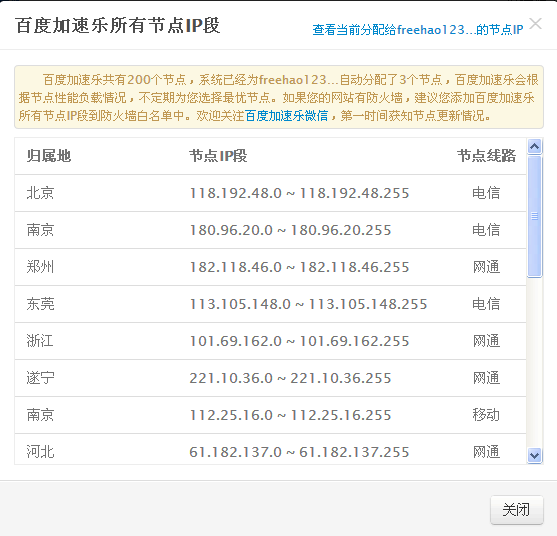 百度加速乐所有节点IP段
查看当前分配给freehao123...的节点IP
百度加速乐共有200个节点，系统已经为freehao123...自动分配了3个节点，百度加速乐会根
据节点性能负载情况，不定期为您选择最优节点。如果您的网站有防火墙，建议您添加百度加速乐
所有节点IP段到防火墙白名单中。欢迎关注百度加速乐微信，第一时间获知节点更新情况。
归属地 节点IP段 节点线路
北京 118.192.48.0 ~ 118.192.48.255 电信
南京 180.96.20.0 ~ 180.96.20.255 电信
郑州 182.118.46.0 ~ 182.118.46.255 网通
东莞 113.105.148.0 ~ 113.105.148.255 电信
浙江 101.69.162.0 ~ 101.69.162.255 网通
遂宁 221.10.36.0 ~ 221.10.36.255 网通
南京 112.25.16.0 ~ 112.25.16.255 移动
河北 61.182.137.0 ~ 61.182.137.255 网通
关闭